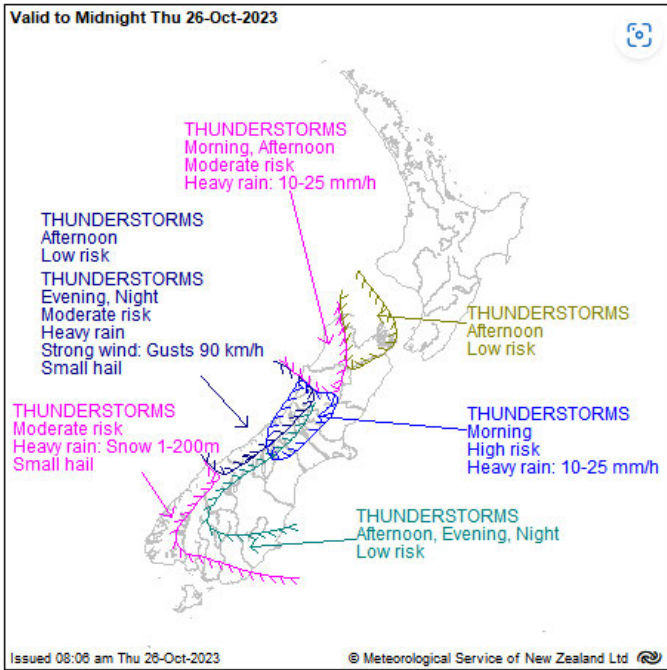 Valid to Midnight Thu 26-Oct-2023
THUNDERSTORMS
Morning, Afternoon
Moderate risk
Heavy rain: 10-25 mm/h
THUNDERSTORMS
Afternoon
Low risk
THUNDERSTORMS
Evening, Night
Moderate risk
Heavy rain
Strong wind: Gusts 90 km/h
Small hail
THUNDERSTORMS
Afternoon
Low risk
THUNDERSTORMS
Moderate risk
Heavy rain: Snow 1-200m
Small hail
THUNDERSTORMS
Morning
High risk
Heavy rain: 10-25 mm/h
THUNDERSTORMS
Afternoon, Evening, Night
Low risk
Issued 08:06 am Thu 26-Oct-2023
© Meteorological Service of New Zealand Ltd